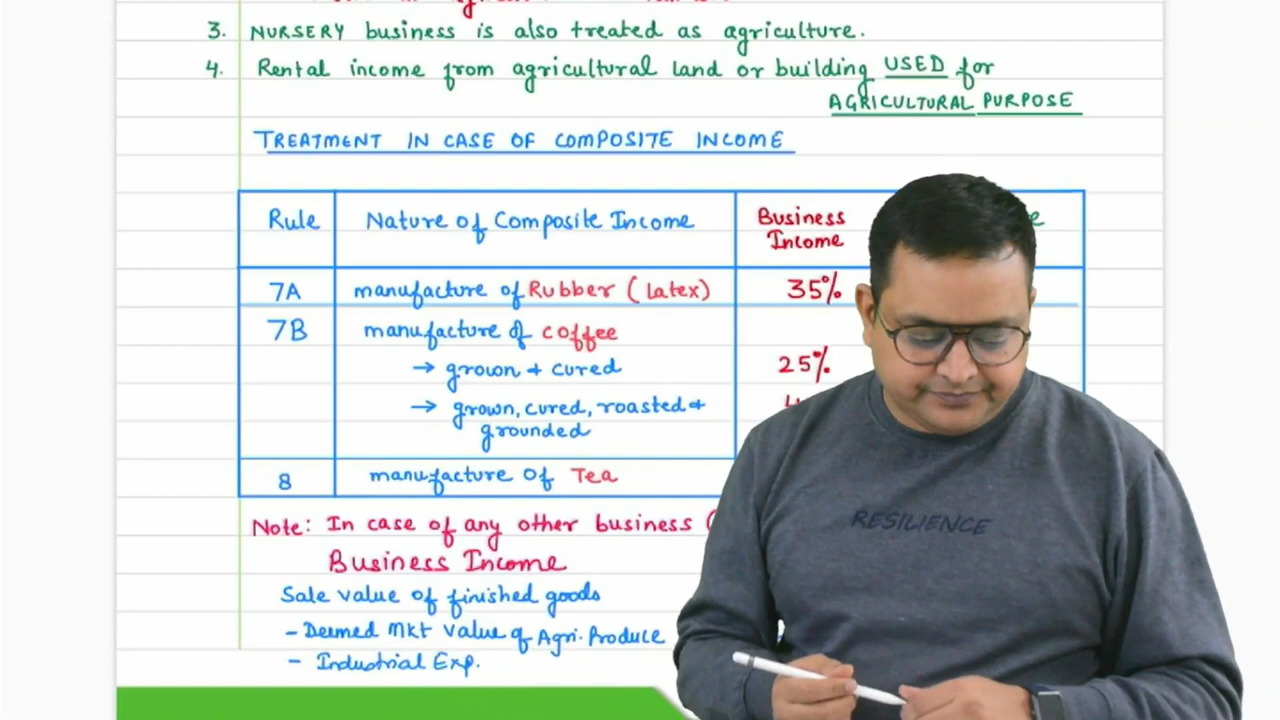 3. NURSERY business is also treated as agriculture.
4. Rental income from agricultural land or building USED for
AGRICULTURAL PURPOSE
TREATMENT IN CASE OF COMPOSITE INCOME
Rule Nature of Composite Income Business
Income
7A manufacture of Rubber (Latex) 35%
7B manufacture of coffee
→ grown & cured 25%
→ grown, cured, roasted &
grounded
8 manufacture of Tea
Note: In case of any other business (
Business Income
Sale value of finished goods
- Deemed Mkt value of Agri. Produce
- Industrial Exp.
RESILIENCE